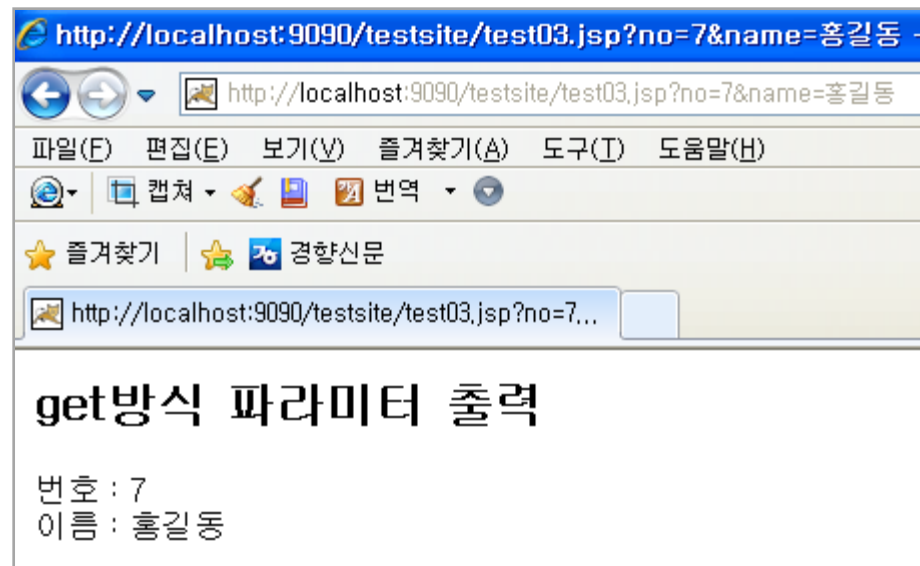 http://localhost:9090/testsite/test03.jsp?no=7&name=홍길동 -
http://localhost:9090/testsite/test03.jsp?no=7&name=홍길동
파일(F) 편집(E) 보기(V) 즐겨찾기(A) 도구(T) 도움말(H)
캡쳐 번역
즐겨찾기 경향신문
http://localhost:9090/testsite/test03.jsp?no=7...
get방식 파라미터 출력
번호 : 7
이름 : 홍길동